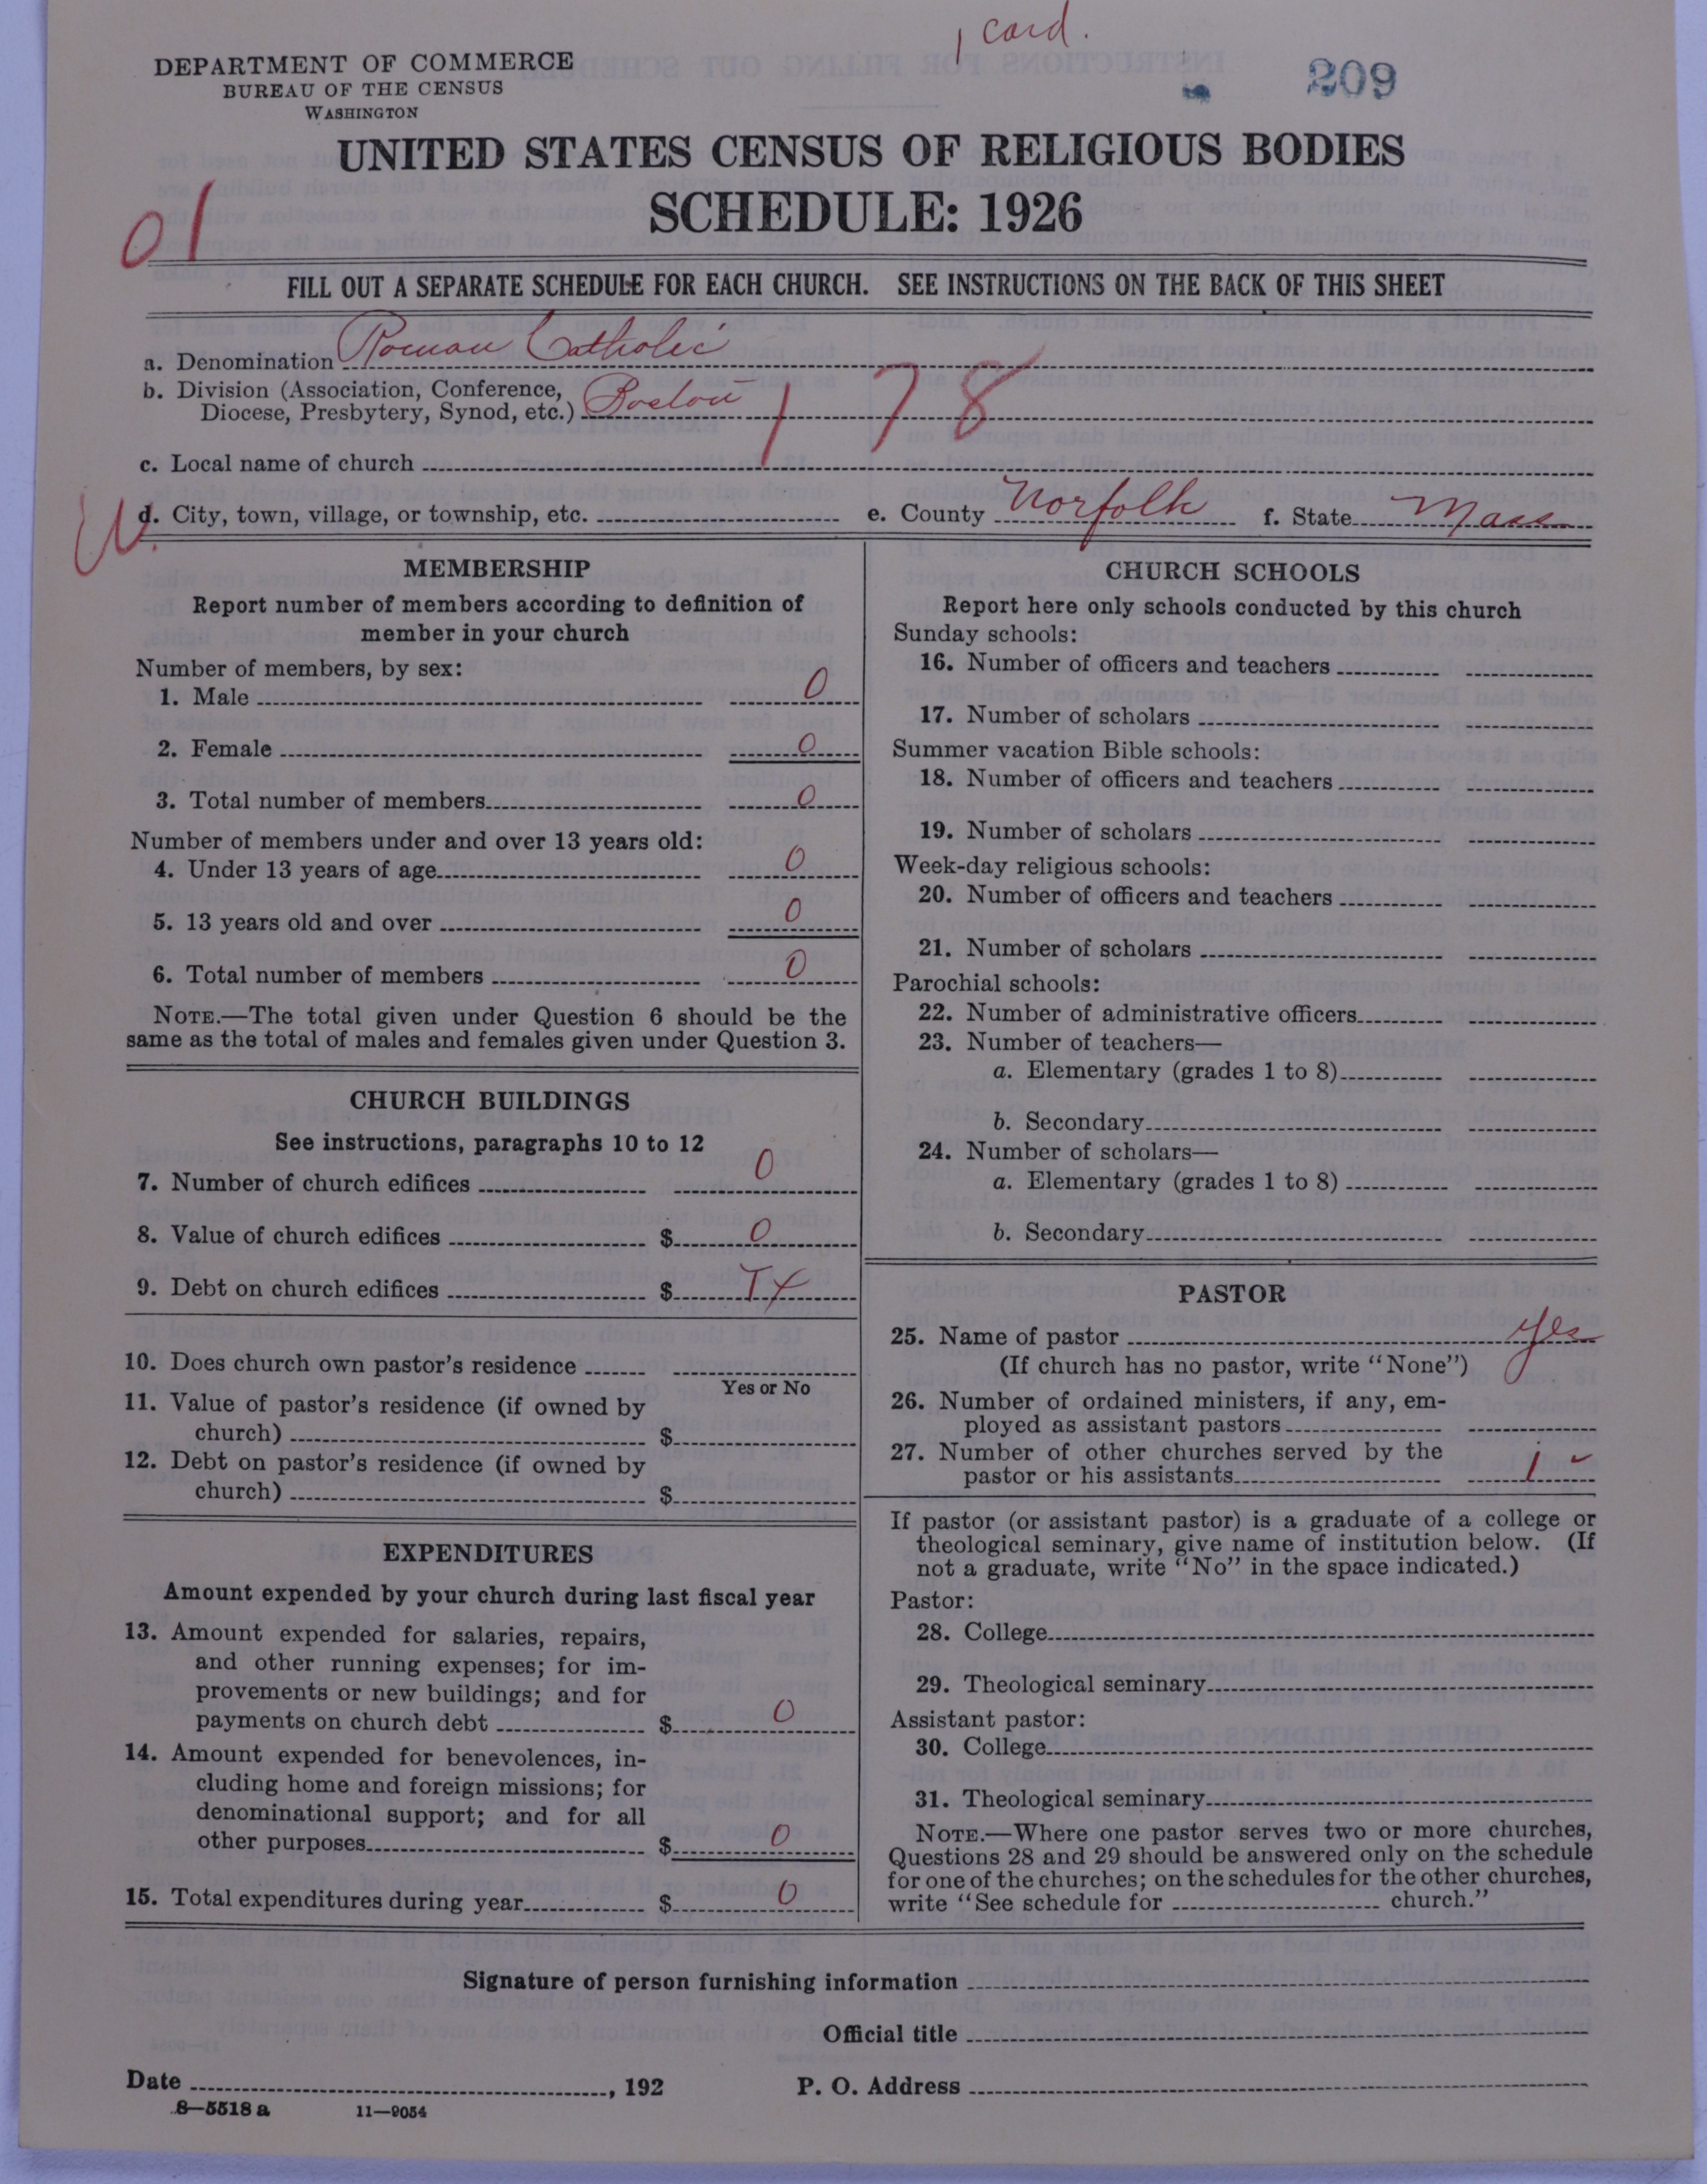 1 card.
DEPARTMENT OF COMMERCE
BUREAU OF THE CENSUS
WASHINGTON
209
UNITED STATES CENSUS OF RELIGIOUS BODIES
SCHEDULE: 1926
01
FILL OUT A SEPARATE SCHEDULE FOR EACH CHURCH. SEE INSTRUCTIONS ON THE BACK OF THIS SHEET
a. Denomination Roman Catholic
b. Division (Association, Conference,
Diocese, Presbytery, Synod, etc.) Boston 1 78
c. Local name of church
d. City, town, village, or township, etc. e. County Norfolk f. State Mass
MEMBERSHIP
Report number of members according to definition of
member in your church
Number of members, by sex:
1. Male 0
2. Female 0
3. Total number of members 0
Number of members under and over 13 years old:
4. Under 13 years of age 0
5. 13 years old and over 0
6. Total number of members 0
NOTE.—The total given under Question 6 should be the
same as the total of males and females given under Question 3.
CHURCH BUILDINGS
See instructions, paragraphs 10 to 12
7. Number of church edifices 0
8. Value of church edifices $ 0
9. Debt on church edifices $ TX
10. Does church own pastor's residence
Yes or No
11. Value of pastor's residence (if owned by
church) $
12. Debt on pastor's residence (if owned by
church) $
EXPENDITURES
Amount expended by your church during last fiscal year
13. Amount expended for salaries, repairs,
and other running expenses; for im-
provements or new buildings; and for
payments on church debt $ 0
14. Amount expended for benevolences, in-
cluding home and foreign missions; for
denominational support; and for all
other purposes $ 0
15. Total expenditures during year $ 0
CHURCH SCHOOLS
Report here only schools conducted by this church
Sunday schools:
16. Number of officers and teachers
17. Number of scholars
Summer vacation Bible schools:
18. Number of officers and teachers
19. Number of scholars
Week-day religious schools:
20. Number of officers and teachers
21. Number of scholars
Parochial schools:
22. Number of administrative officers
23. Number of teachers—
a. Elementary (grades 1 to 8)
b. Secondary
24. Number of scholars—
a. Elementary (grades 1 to 8)
b. Secondary
PASTOR
25. Name of pastor yes
(If church has no pastor, write "None")
26. Number of ordained ministers, if any, em-
ployed as assistant pastors
27. Number of other churches served by the
pastor or his assistants 1
If pastor (or assistant pastor) is a graduate of a college or
theological seminary, give name of institution below. (If
not a graduate, write "No" in the space indicated.)
Pastor:
28. College
29. Theological seminary
Assistant pastor:
30. College
31. Theological seminary
NOTE.—Where one pastor serves two or more churches,
Questions 28 and 29 should be answered only on the schedule
for one of the churches; on the schedules for the other churches,
write "See schedule for church."
Signature of person furnishing information
Official title
Date , 192 P. O. Address
8—5518 a 11—9054